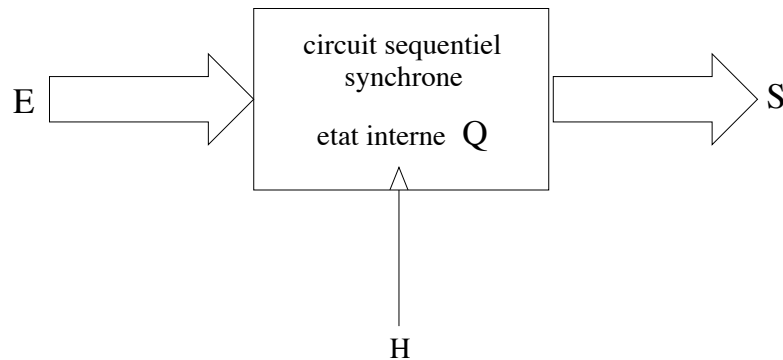 circuit sequentiel
synchrone
E
S
etat interne Q
H